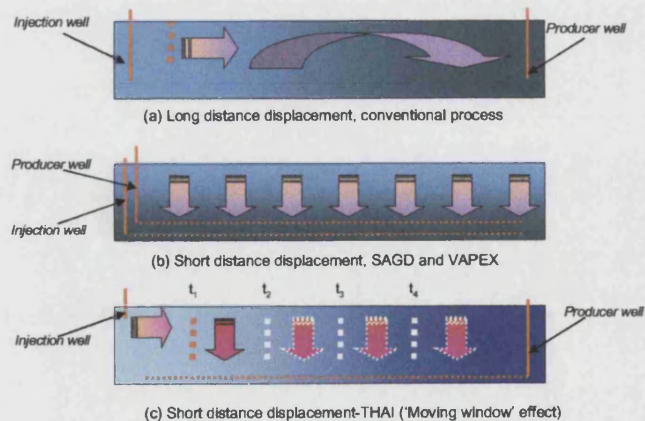 Injection well
Producer well
(a) Long distance displacement, conventional process
Producer well
Injection well
(b) Short distance displacement, SAGD and VAPEX
t₁ t₂ t₃ t₄
Injection well
Producer well
(c) Short distance displacement-THAI ('Moving window' effect)